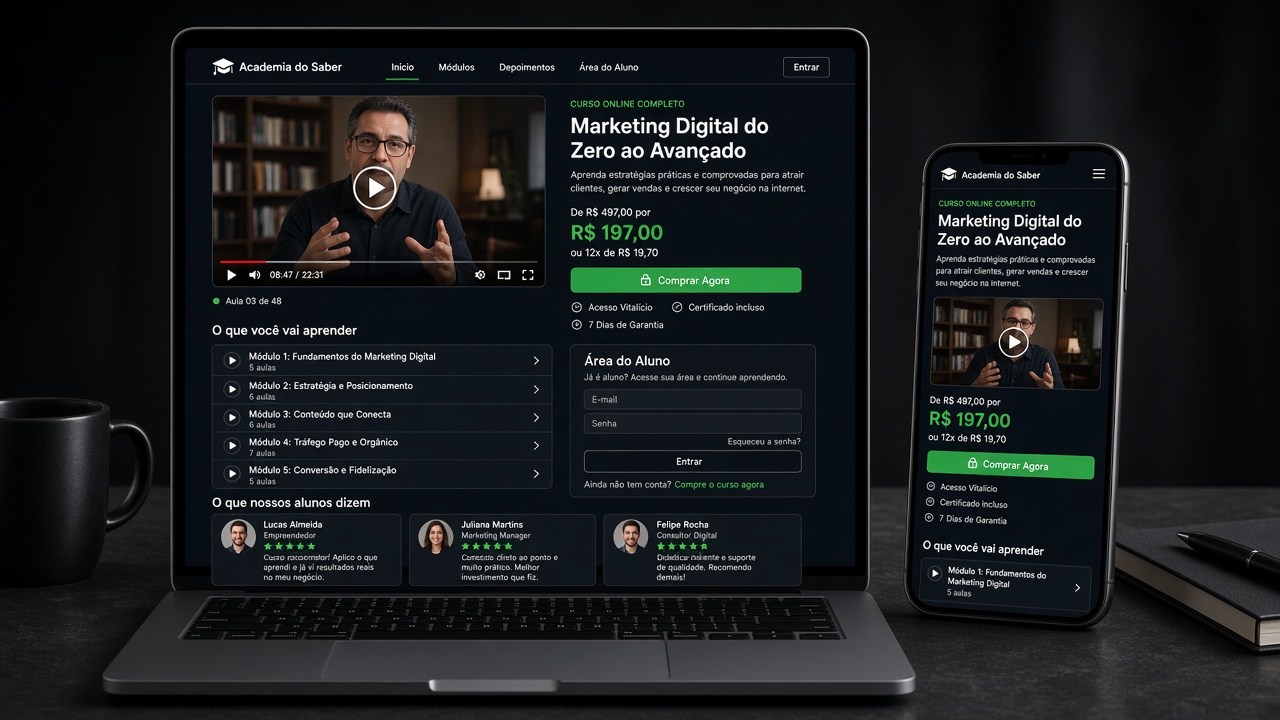 Academia do Saber
Início
Módulos
Depoimentos
Área do Aluno
Entrar
08:47 / 22:31
Aula 03 de 48
CURSO ONLINE COMPLETO
Marketing Digital do
Zero ao Avançado
Aprenda estratégias práticas e comprovadas para atrair
clientes, gerar vendas e crescer seu negócio na internet.
De R$ 497,00 por
R$ 197,00
ou 12x de R$ 19,70
Comprar Agora
Acesso Vitalício
Certificado incluso
7 Dias de Garantia
O que você vai aprender
Módulo 1: Fundamentos do Marketing Digital
5 aulas
Módulo 2: Estratégia e Posicionamento
6 aulas
Módulo 3: Conteúdo que Conecta
6 aulas
Módulo 4: Tráfego Pago e Orgânico
7 aulas
Módulo 5: Conversão e Fidelização
5 aulas
Área do Aluno
Já é aluno? Acesse sua área e continue aprendendo.
E-mail
Senha
Esqueceu a senha?
Entrar
Ainda não tem conta? Compre o curso agora
O que nossos alunos dizem
Lucas Almeida
Empreendedor
Aplico o que
aprendi e já vi resultados reais
no meu negócio.
Juliana Martins
Marketing Manager
direto ao ponto e
muito prático. Melhor
investimento que fiz.
Felipe Rocha
Consultor Digital
e suporte
de qualidade. Recomendo
demais!
Academia do Saber
CURSO ONLINE COMPLETO
Marketing Digital do
Zero ao Avançado
Aprenda estratégias práticas e comprovadas
para atrair clientes, gerar vendas e crescer
seu negócio na internet.
De R$ 497,00 por
R$ 197,00
ou 12x de R$ 19,70
Comprar Agora
Acesso Vitalício
Certificado incluso
7 Dias de Garantia
O que você vai aprender
Módulo 1: Fundamentos do
Marketing Digital
5 aulas